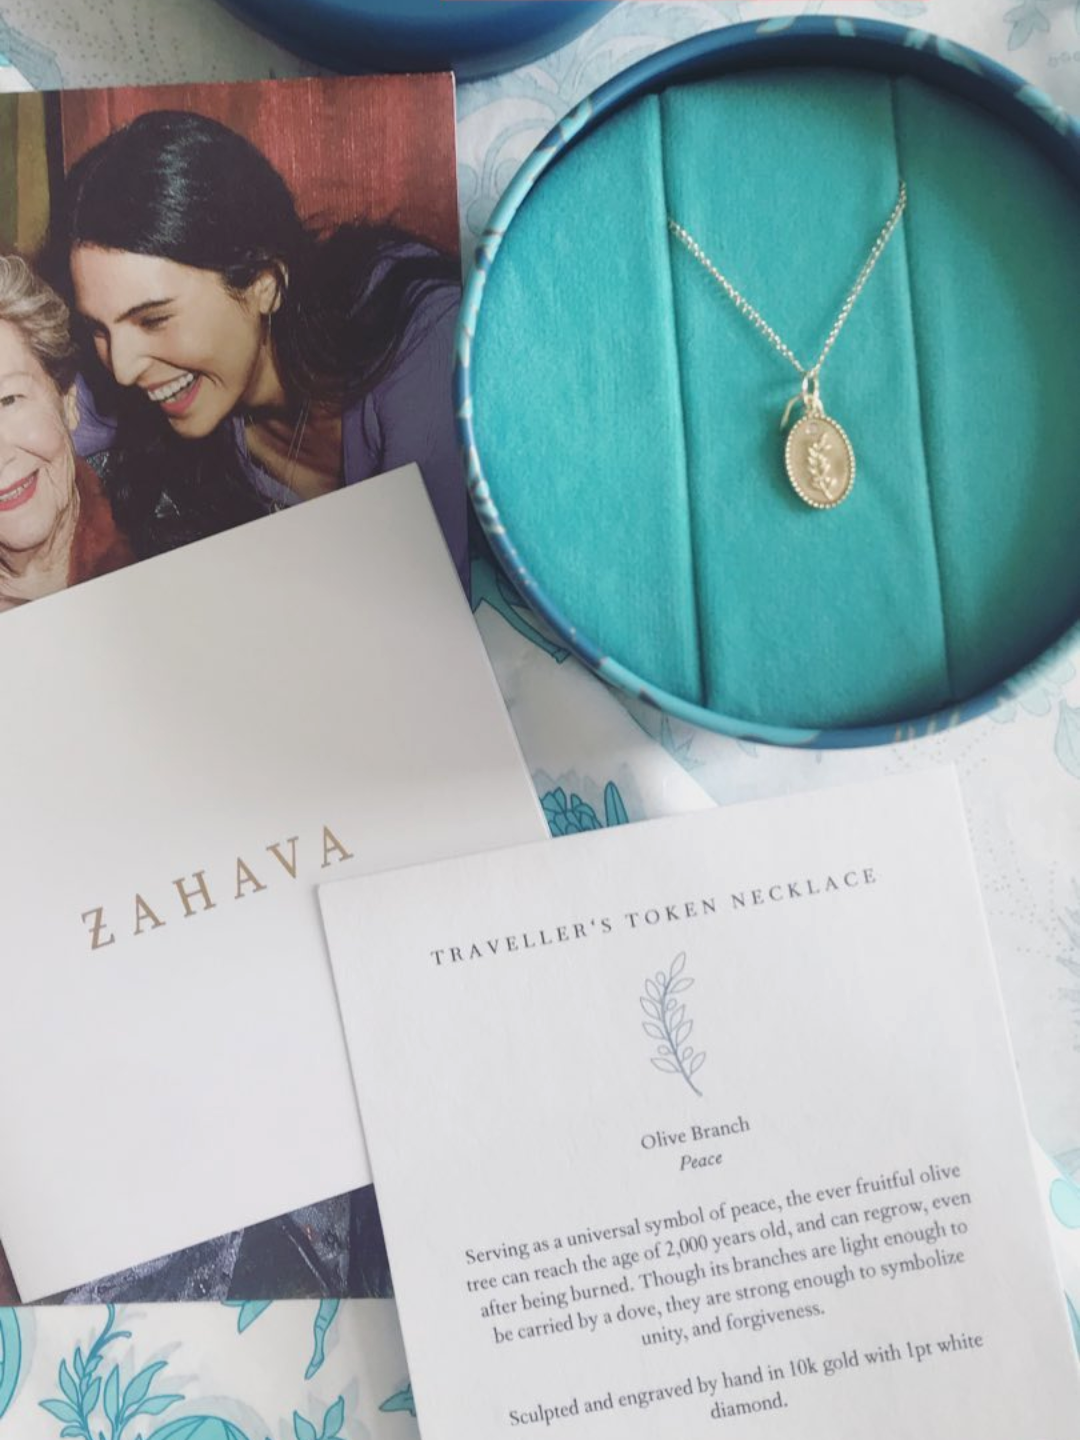 ZAHAVA
TRAVELLER'S TOKEN NECKLACE
Olive Branch
Peace
Serving as a universal symbol of peace, the ever fruitful olive
tree can reach the age of 2,000 years old, and can regrow, even
after being burned. Though its branches are light enough to
be carried by a dove, they are strong enough to symbolize
unity, and forgiveness.
Sculpted and engraved by hand in 10k gold with 1pt white
diamond.